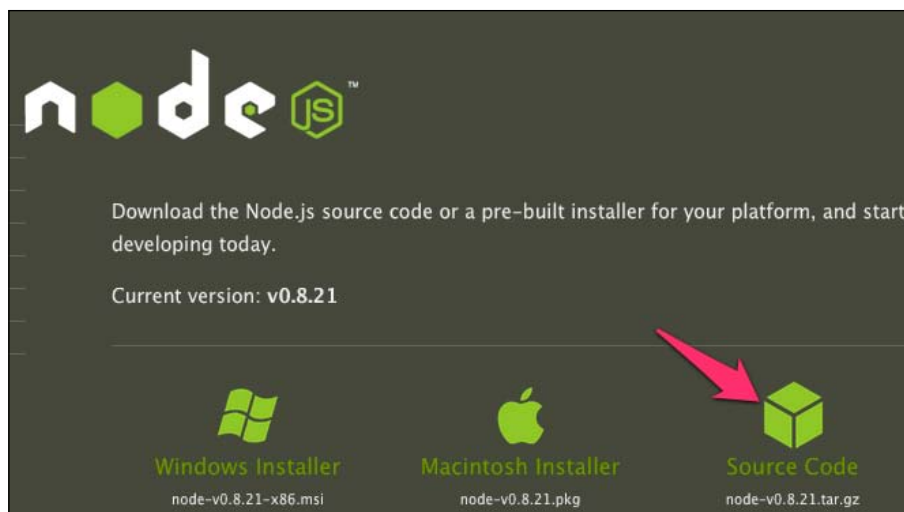 node JS™
Download the Node.js source code or a pre-built installer for your platform, and start
developing today.
Current version: v0.8.21
Windows Installer
Macintosh Installer
Source Code
node-v0.8.21-x86.msi
node-v0.8.21.pkg
node-v0.8.21.tar.gz